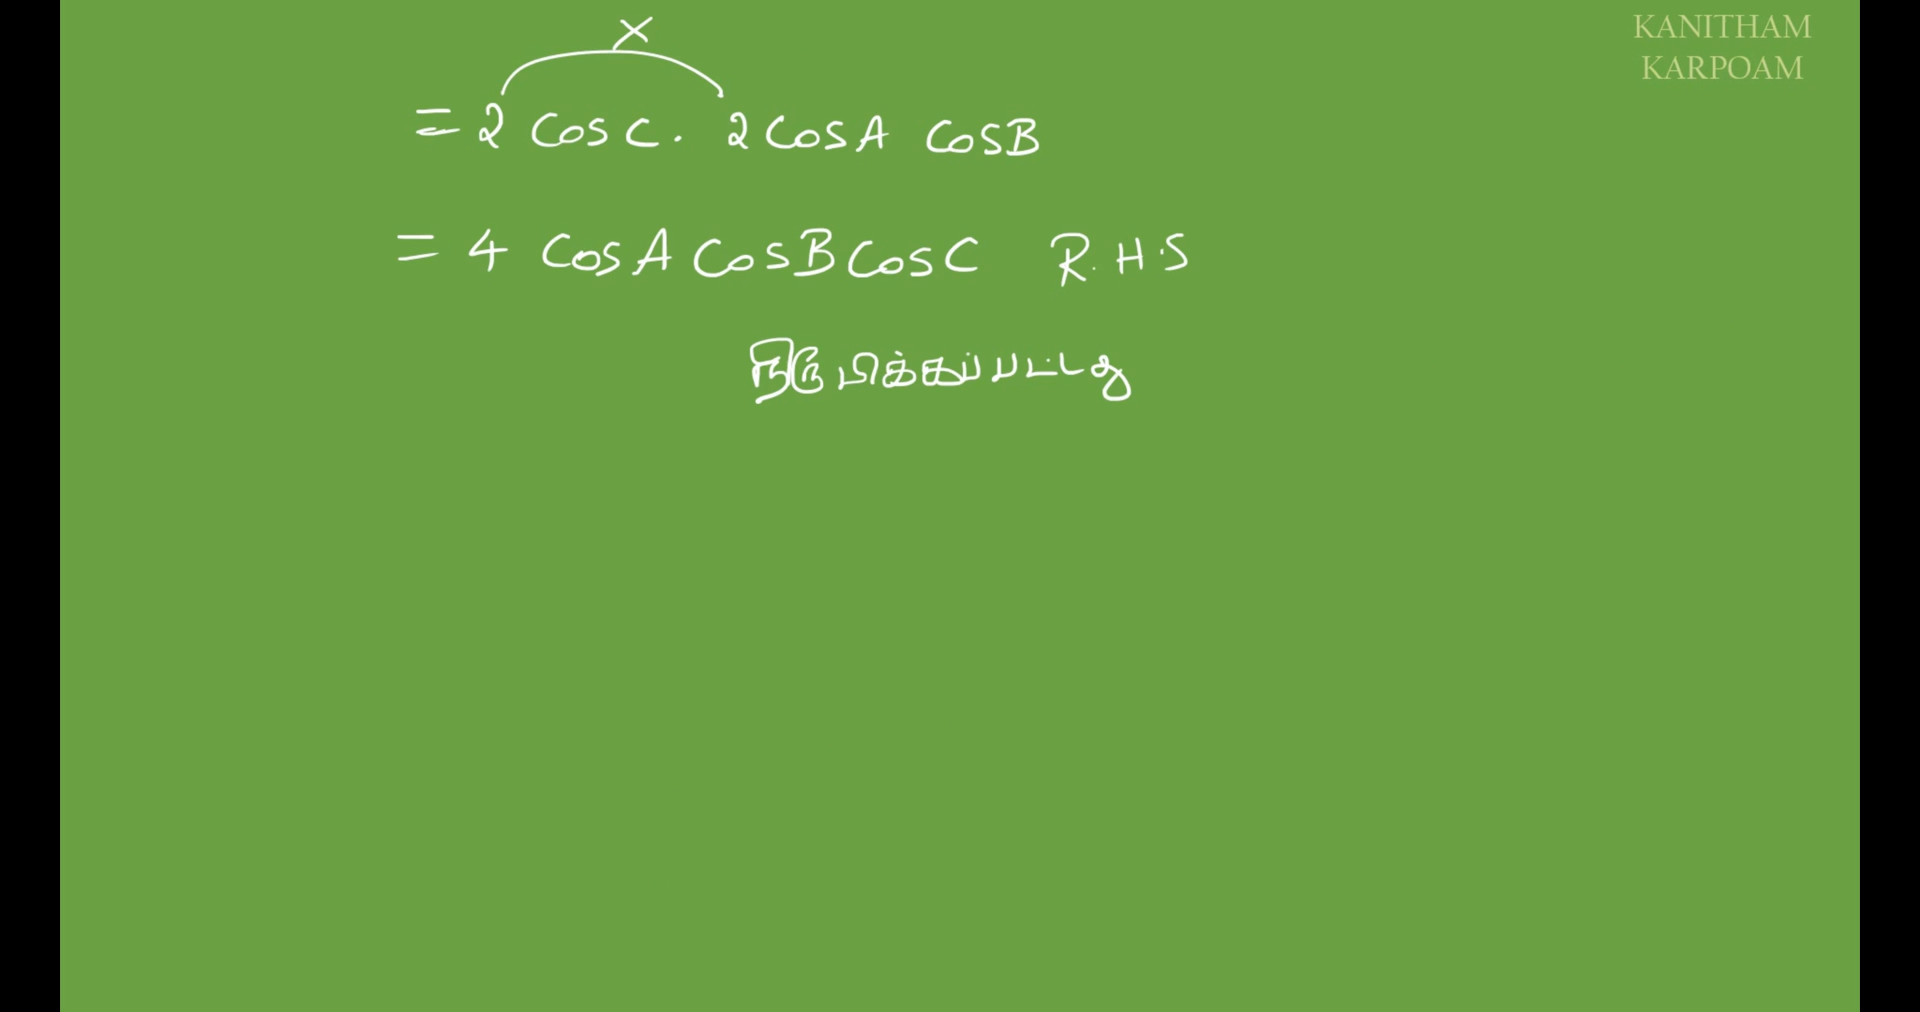 KANITHAM
KARPOAM
×
= 2 cos C. 2 cos A cos B
= 4 cos A cos B cos C R.H.S
நிருபிக்கப்பட்டது